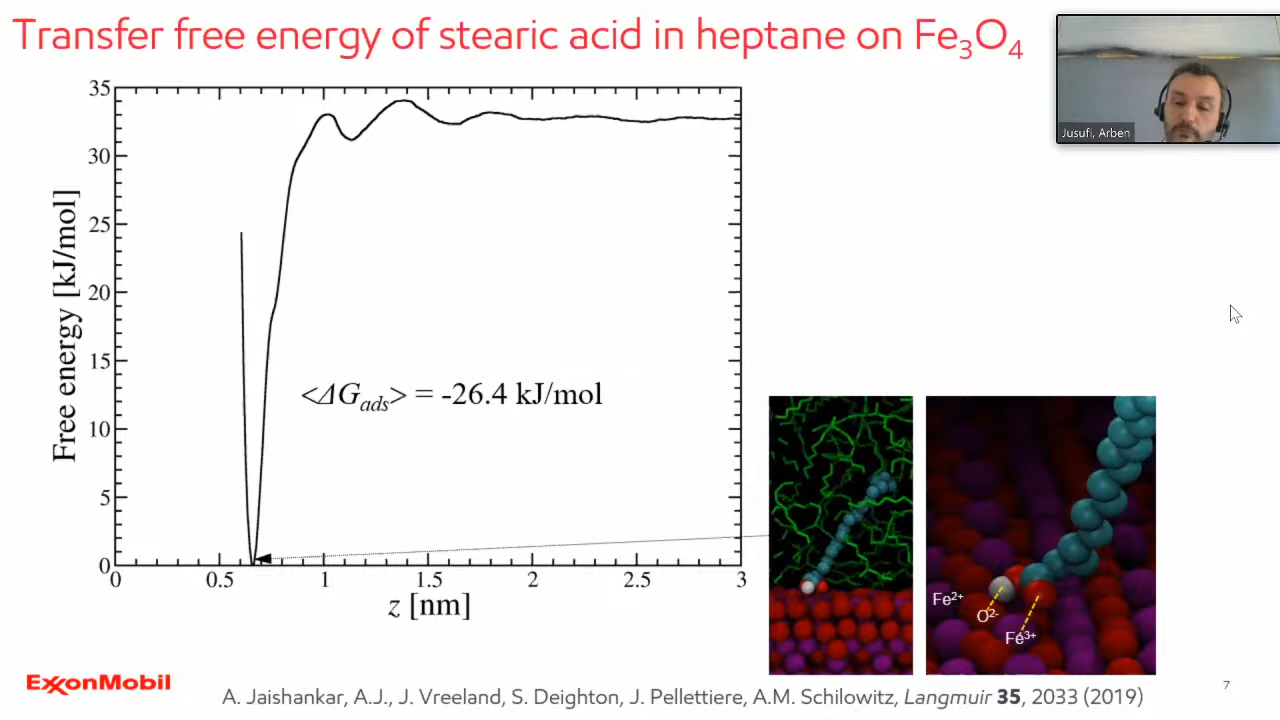 Transfer free energy of stearic acid in heptane on Fe₃O₄
Jusufi, Arben
35
30
25
20
15
10
5
0
Free energy [kJ/mol]
<ΔG_ads> = -26.4 kJ/mol
0 0.5 1 1.5 2 2.5 3
z [nm]
Fe²⁺
O²⁻
Fe³⁺
ExxonMobil
A. Jaishankar, A.J., J. Vreeland, S. Deighton, J. Pellettiere, A.M. Schilowitz, Langmuir 35, 2033 (2019)
7